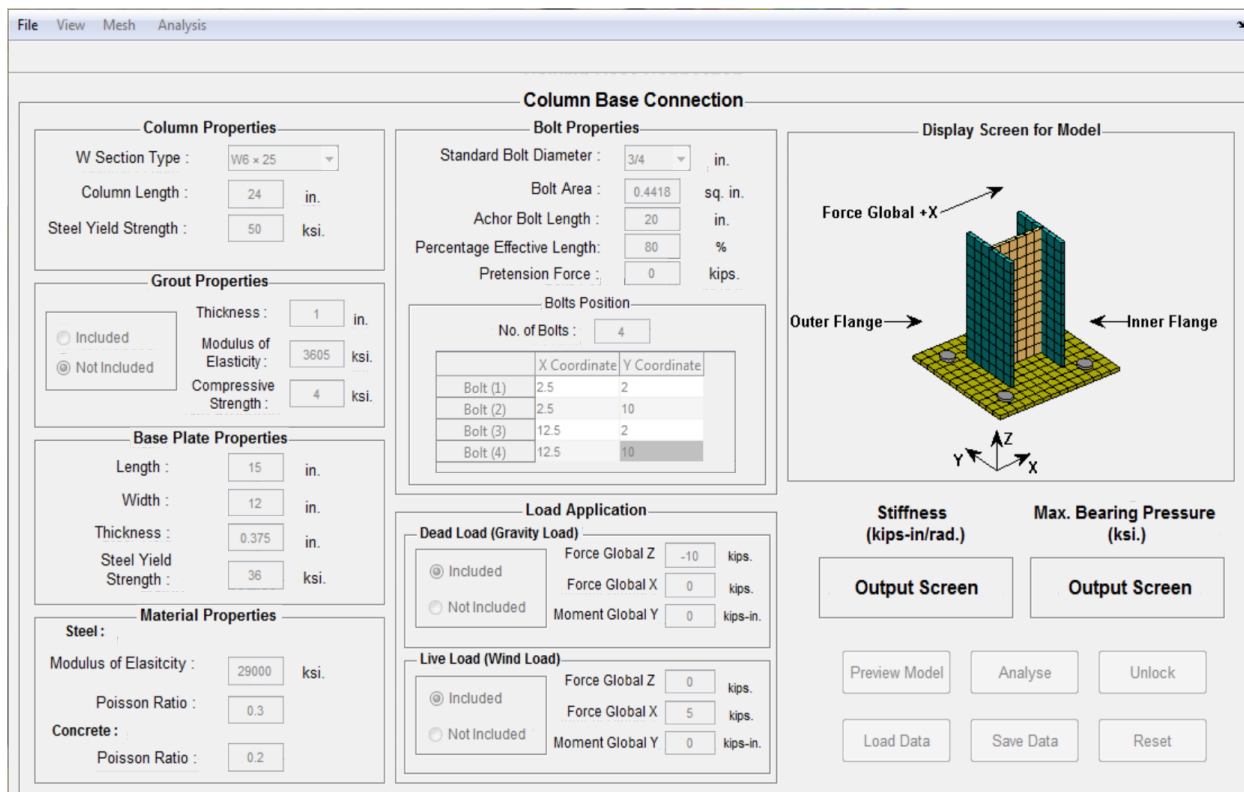 File View Mesh Analysis
Column Base Connection
Column Properties
W Section Type : W6 × 25
Column Length : 24 in.
Steel Yield Strength : 50 ksi.
Grout Properties
Included
Not Included
Thickness : 1 in.
Modulus of
Elasticity : 3605 ksi.
Compressive
Strength : 4 ksi.
Base Plate Properties
Length : 15 in.
Width : 12 in.
Thickness : 0.375 in.
Steel Yield
Strength : 36 ksi.
Material Properties
Steel :
Modulus of Elasitcity : 29000 ksi.
Poisson Ratio : 0.3
Concrete :
Poisson Ratio : 0.2
Bolt Properties
Standard Bolt Diameter : 3/4 in.
Bolt Area : 0.4418 sq. in.
Achor Bolt Length : 20 in.
Percentage Effective Length: 80 %
Pretension Force : 0 kips.
Bolts Position
No. of Bolts : 4
X Coordinate Y Coordinate
Bolt (1) 2.5 2
Bolt (2) 2.5 10
Bolt (3) 12.5 2
Bolt (4) 12.5 10
Load Application
Dead Load (Gravity Load)
Included
Not Included
Force Global Z -10 kips.
Force Global X 0 kips.
Moment Global Y 0 kips-in.
Live Load (Wind Load)
Included
Not Included
Force Global Z 0 kips.
Force Global X 5 kips.
Moment Global Y 0 kips-in.
Display Screen for Model
Force Global +X
Outer Flange
Inner Flange
Z
Y X
Stiffness
(kips-in/rad.)
Output Screen
Max. Bearing Pressure
(ksi.)
Output Screen
Preview Model Analyse Unlock
Load Data Save Data Reset